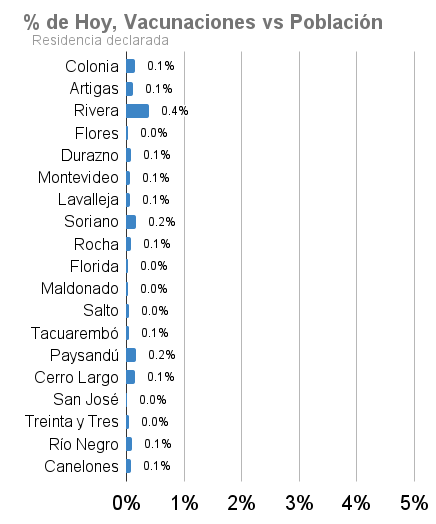 % de Hoy, Vacunaciones vs Población
Residencia declarada
Colonia 0.1%
Artigas 0.1%
Rivera 0.4%
Flores 0.0%
Durazno 0.1%
Montevideo 0.1%
Lavalleja 0.1%
Soriano 0.2%
Rocha 0.1%
Florida 0.0%
Maldonado 0.0%
Salto 0.0%
Tacuarembó 0.1%
Paysandú 0.2%
Cerro Largo 0.1%
San José 0.0%
Treinta y Tres 0.0%
Río Negro 0.1%
Canelones 0.1%
0% 1% 2% 3% 4% 5%